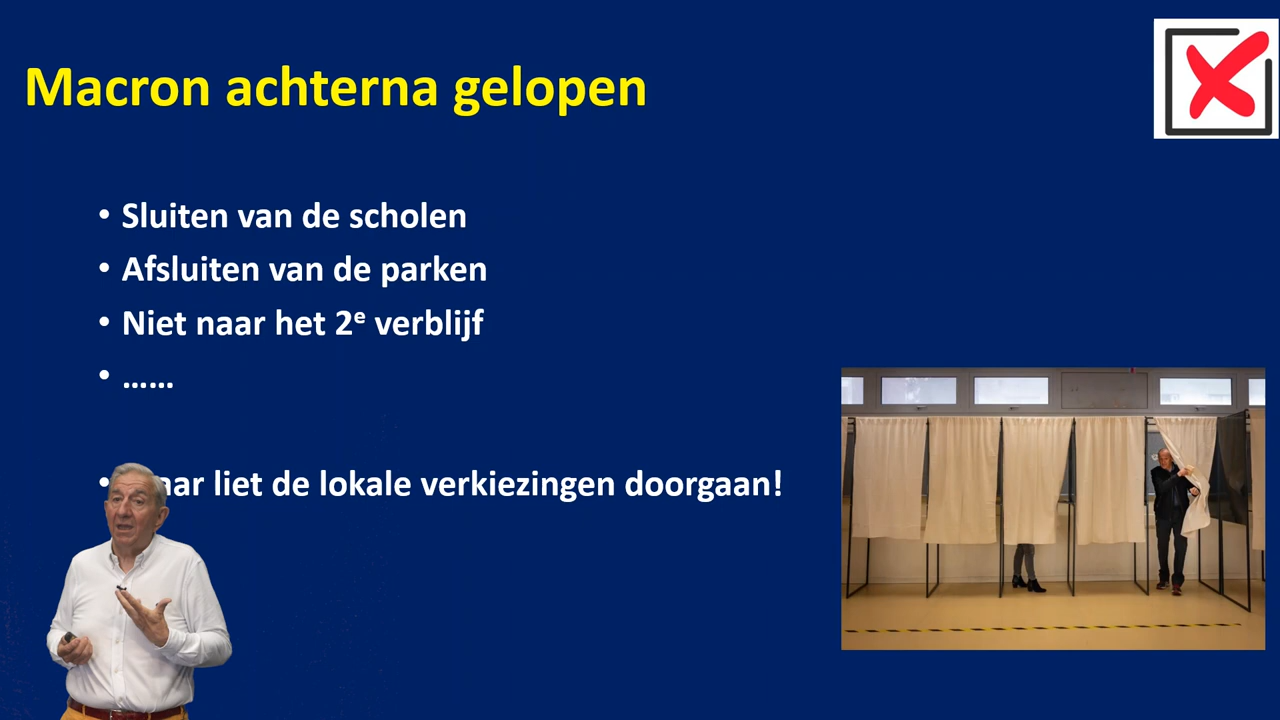 Macron achterna gelopen
• Sluiten van de scholen
• Afsluiten van de parken
• Niet naar het 2e verblijf
• ......
• liet de lokale verkiezingen doorgaan!